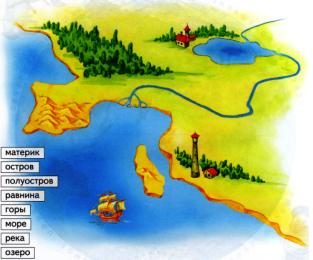 материк
остров
полуостров
равнина
горы
море
река
озеро